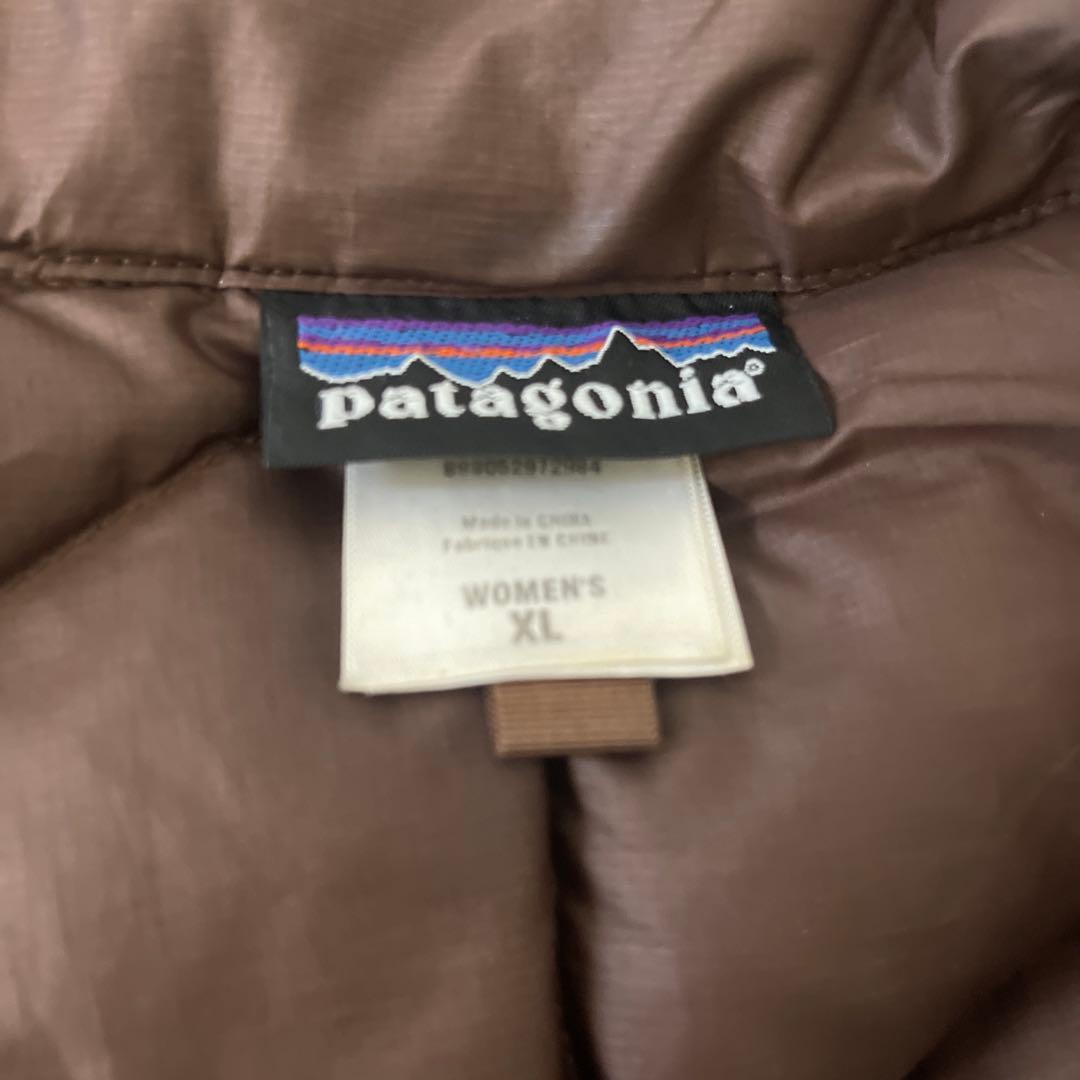 patagonia®
Made in CHINA
Fabriqué EN CHINE
WOMEN'S
XL